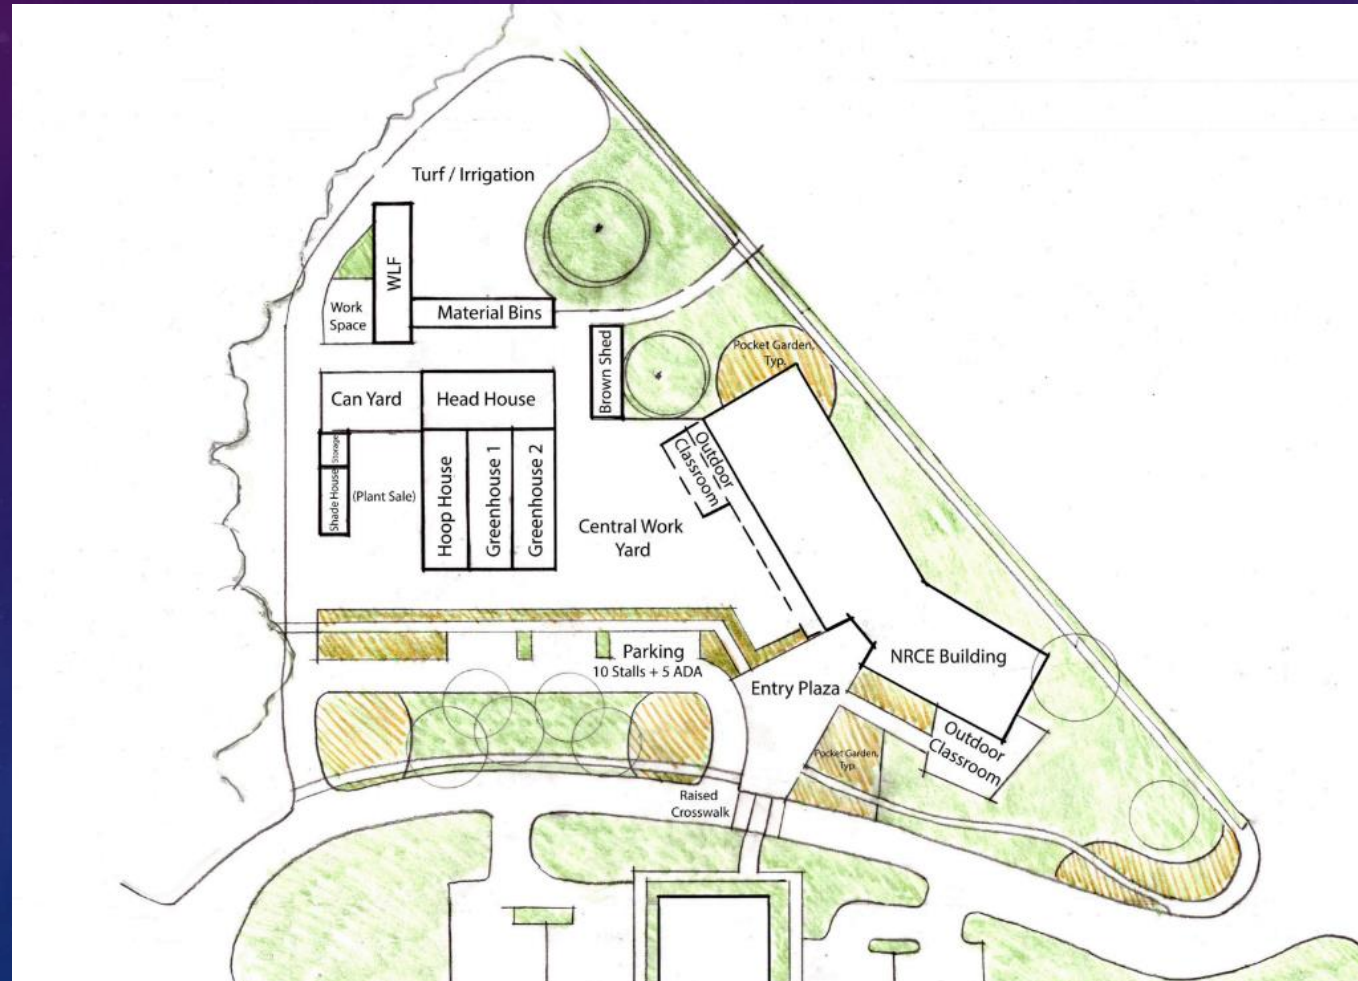 Turf / Irrigation
WLF
Work
Space
Material Bins
Brown Shed
Pocket Garden,
Typ.
Can Yard
Head House
Storage
Shade House
(Plant Sale)
Hoop House
Greenhouse 1
Greenhouse 2
Outdoor
Classroom
Central Work
Yard
Parking
10 Stalls + 5 ADA
Entry Plaza
NRCE Building
Outdoor
Classroom
Pocket Garden,
Typ.
Raised
Crosswalk